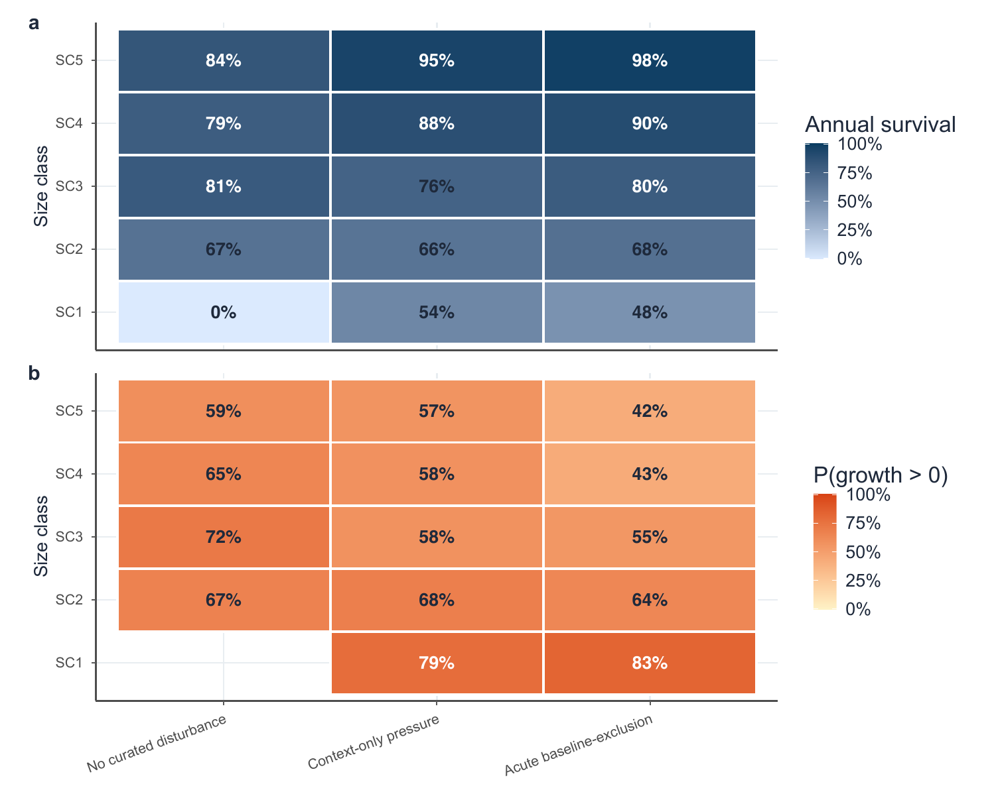 a
SC5 84% 95% 98%
SC4 79% 88% 90%
SC3 81% 76% 80%
SC2 67% 66% 68%
SC1 0% 54% 48%
Size class
Annual survival
100%
75%
50%
25%
0%
b
SC5 59% 57% 42%
SC4 65% 58% 43%
SC3 72% 58% 55%
SC2 67% 68% 64%
SC1 79% 83%
Size class
P(growth > 0)
100%
75%
50%
25%
0%
No curated disturbance
Context-only pressure
Acute baseline-exclusion